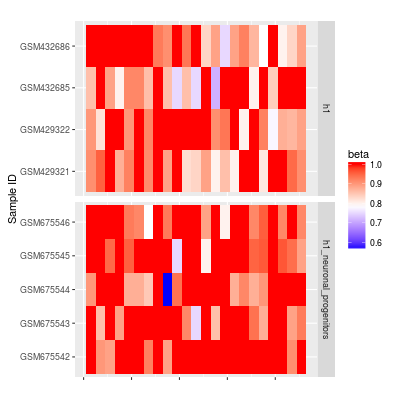 GSM432686
GSM432685
GSM429322
GSM429321
GSM675546
GSM675545
GSM675544
GSM675543
GSM675542
Sample ID
h1
h1_neuronal_progenitors
beta
1.0
0.9
0.8
0.7
0.6